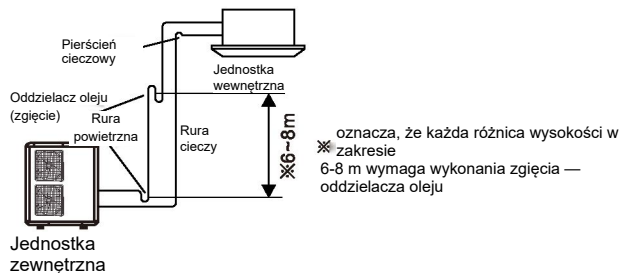 Pierścień
cieczowy
Jednostka
wewnętrzna
Oddzielacz oleju
(zgięcie)
Rura
powietrzna
Rura
cieczy
※6~8m
※ oznacza, że każda różnica wysokości w
zakresie
6-8 m wymaga wykonania zgięcia —
oddzielacza oleju
Jednostka
zewnętrzna